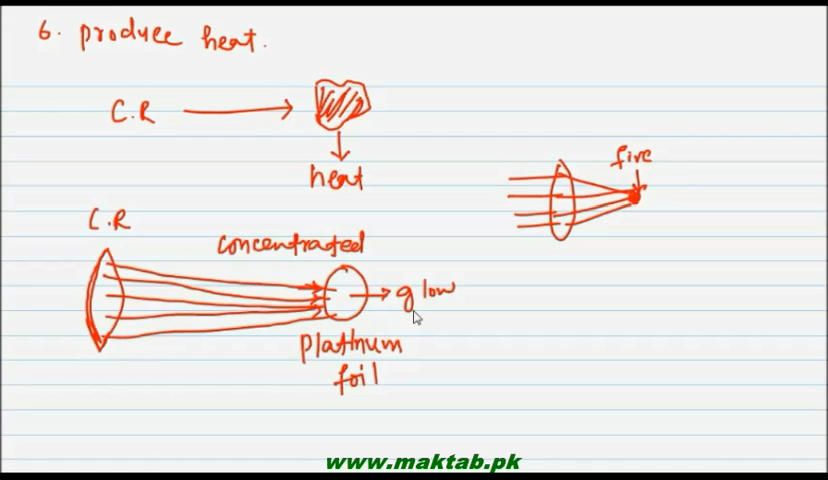 6. produce heat.
C.R
heat
fire
C.R
concentrated
glow
platinum
foil
www.maktab.pk